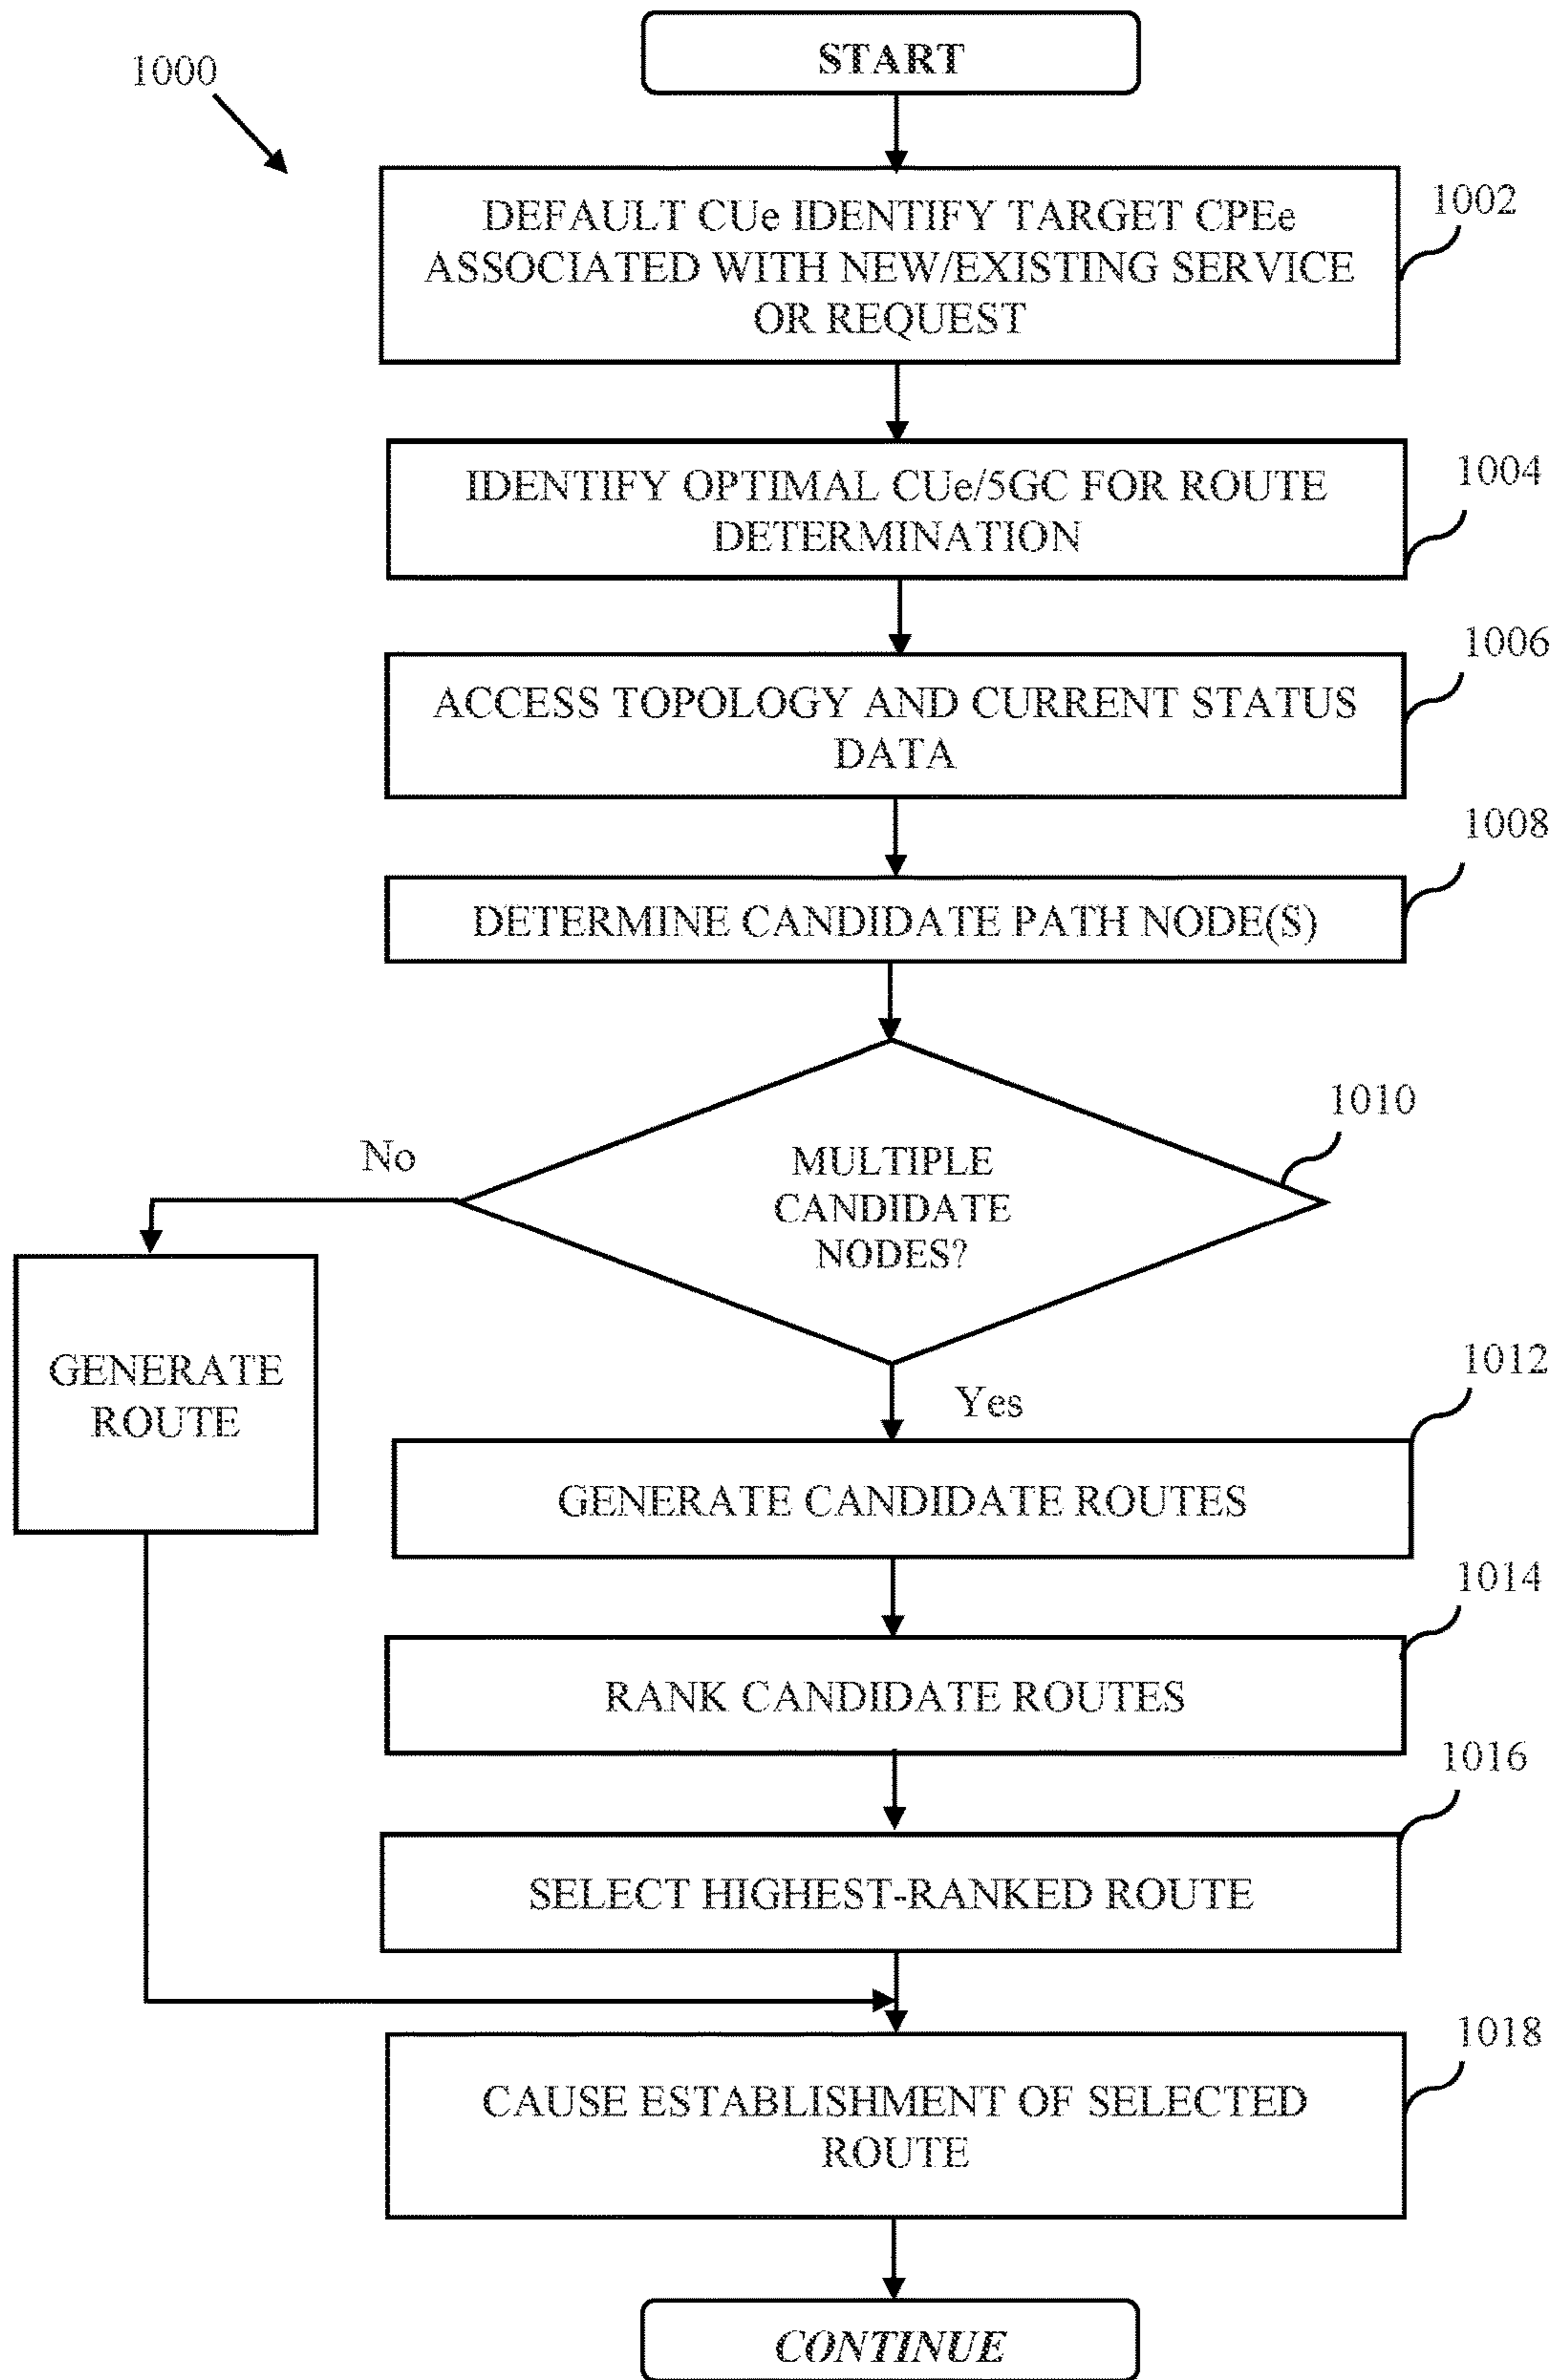 START
1000
DEFAULT CUe IDENTIFY TARGET CPEe
ASSOCIATED WITH NEW/EXISTING SERVICE
OR REQUEST
1002
IDENTIFY OPTIMAL CUe/5GC FOR ROUTE
DETERMINATION
1004
ACCESS TOPOLOGY AND CURRENT STATUS
DATA
1006
DETERMINE CANDIDATE PATH NODE(S)
1008
MULTIPLE
CANDIDATE
NODES?
1010
No
GENERATE
ROUTE
Yes
GENERATE CANDIDATE ROUTES
1012
RANK CANDIDATE ROUTES
1014
SELECT HIGHEST-RANKED ROUTE
1016
CAUSE ESTABLISHMENT OF SELECTED
ROUTE
1018
CONTINUE